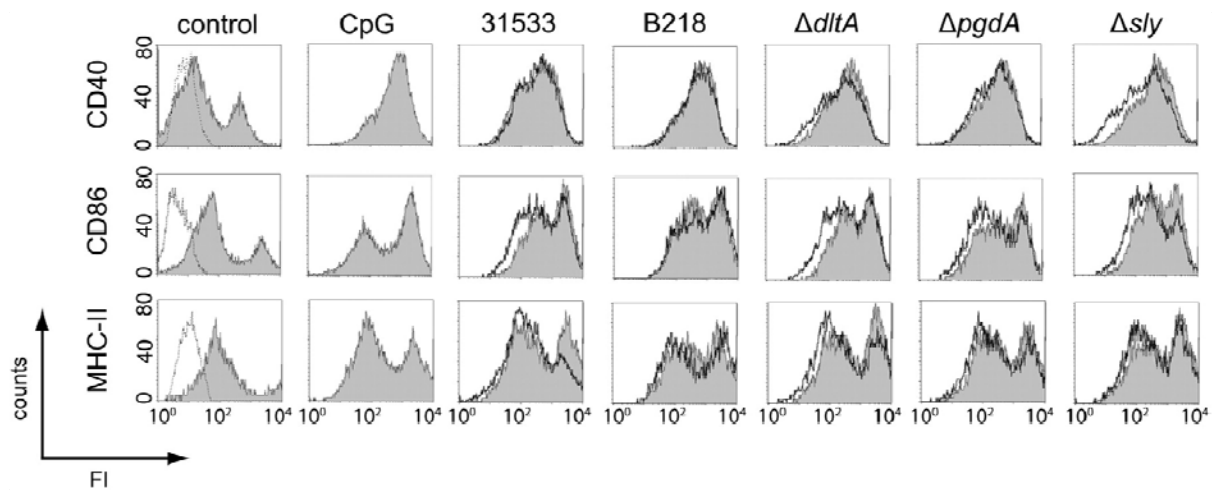 control CpG 31533 B218 ΔdltA ΔpgdA Δsly
CD40
80
40
0
CD86
80
40
0
MHC-II
80
40
0
10⁰ 10² 10⁴ 10⁰ 10² 10⁴ 10⁰ 10² 10⁴ 10⁰ 10² 10⁴ 10⁰ 10² 10⁴ 10⁰ 10² 10⁴ 10⁰ 10² 10⁴
counts
FI